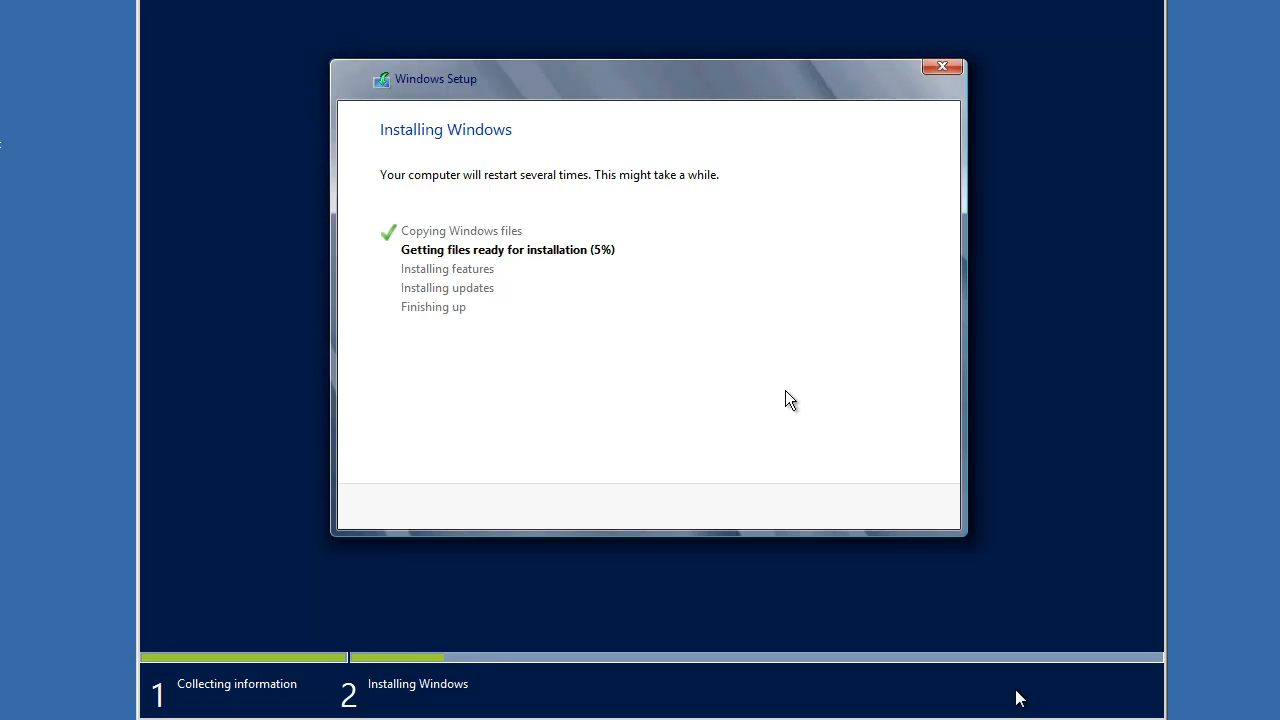 Windows Setup
Installing Windows
Your computer will restart several times. This might take a while.
Copying Windows files
Getting files ready for installation (5%)
Installing features
Installing updates
Finishing up
1 Collecting information
2 Installing Windows